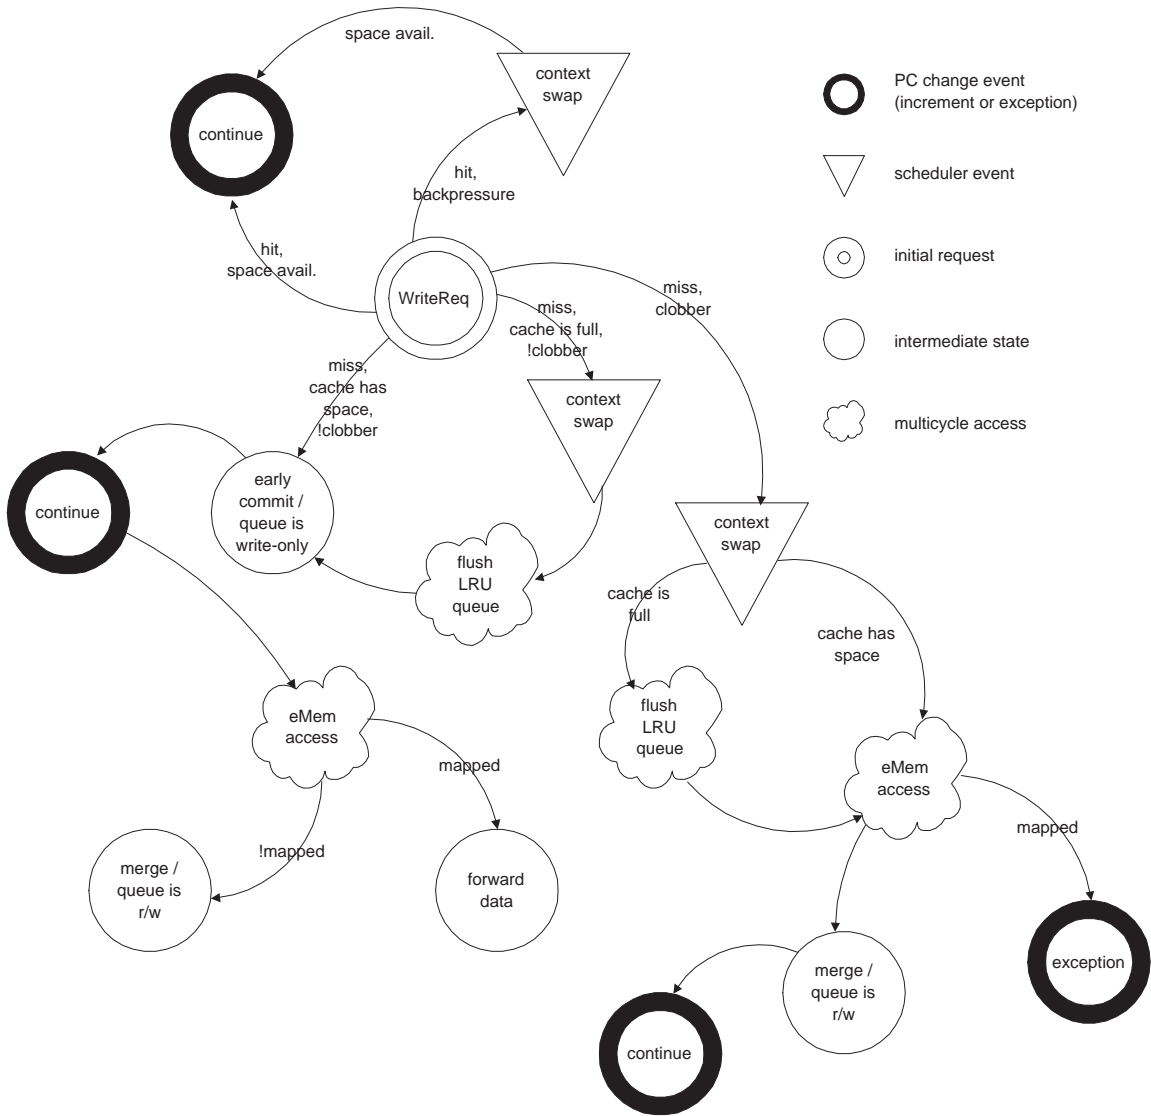 space avail.
context
swap
continue
hit,
backpressure
hit,
space avail.
WriteReq
miss,
clobber
miss,
cache is full,
!clobber
miss,
cache has
space,
!clobber
context
swap
early
commit /
queue is
write-only
continue
flush
LRU
queue
context
swap
cache is
full
cache has
space
eMem
access
mapped
!mapped
merge /
queue is
r/w
forward
data
flush
LRU
queue
eMem
access
mapped
exception
merge /
queue is
r/w
continue
PC change event
(increment or exception)
scheduler event
initial request
intermediate state
multicycle access